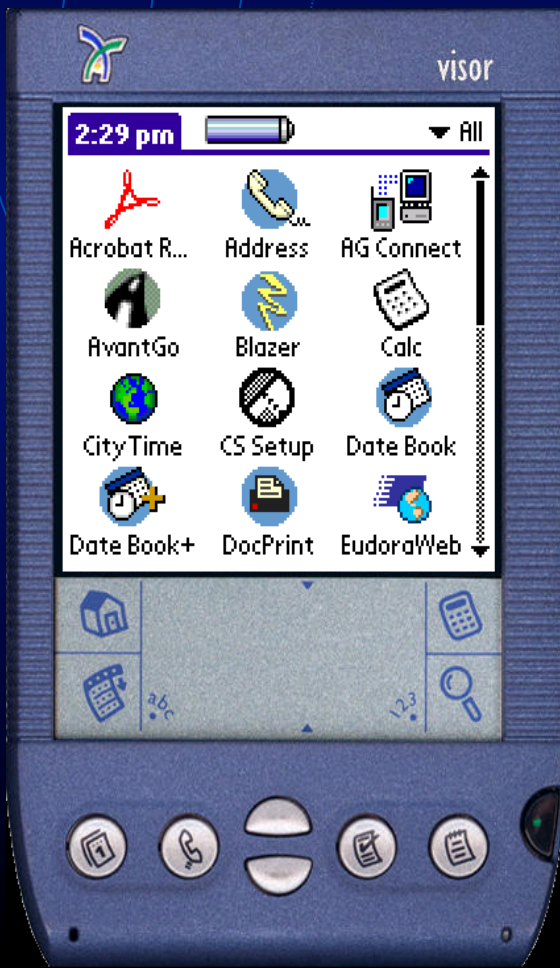 visor
2:29 pm
All
Acrobat R...
Address
AG Connect
AvantGo
Blazer
Calc
CityTime
CS Setup
Date Book
Date Book+
DocPrint
EudoraWeb
abc
123
1